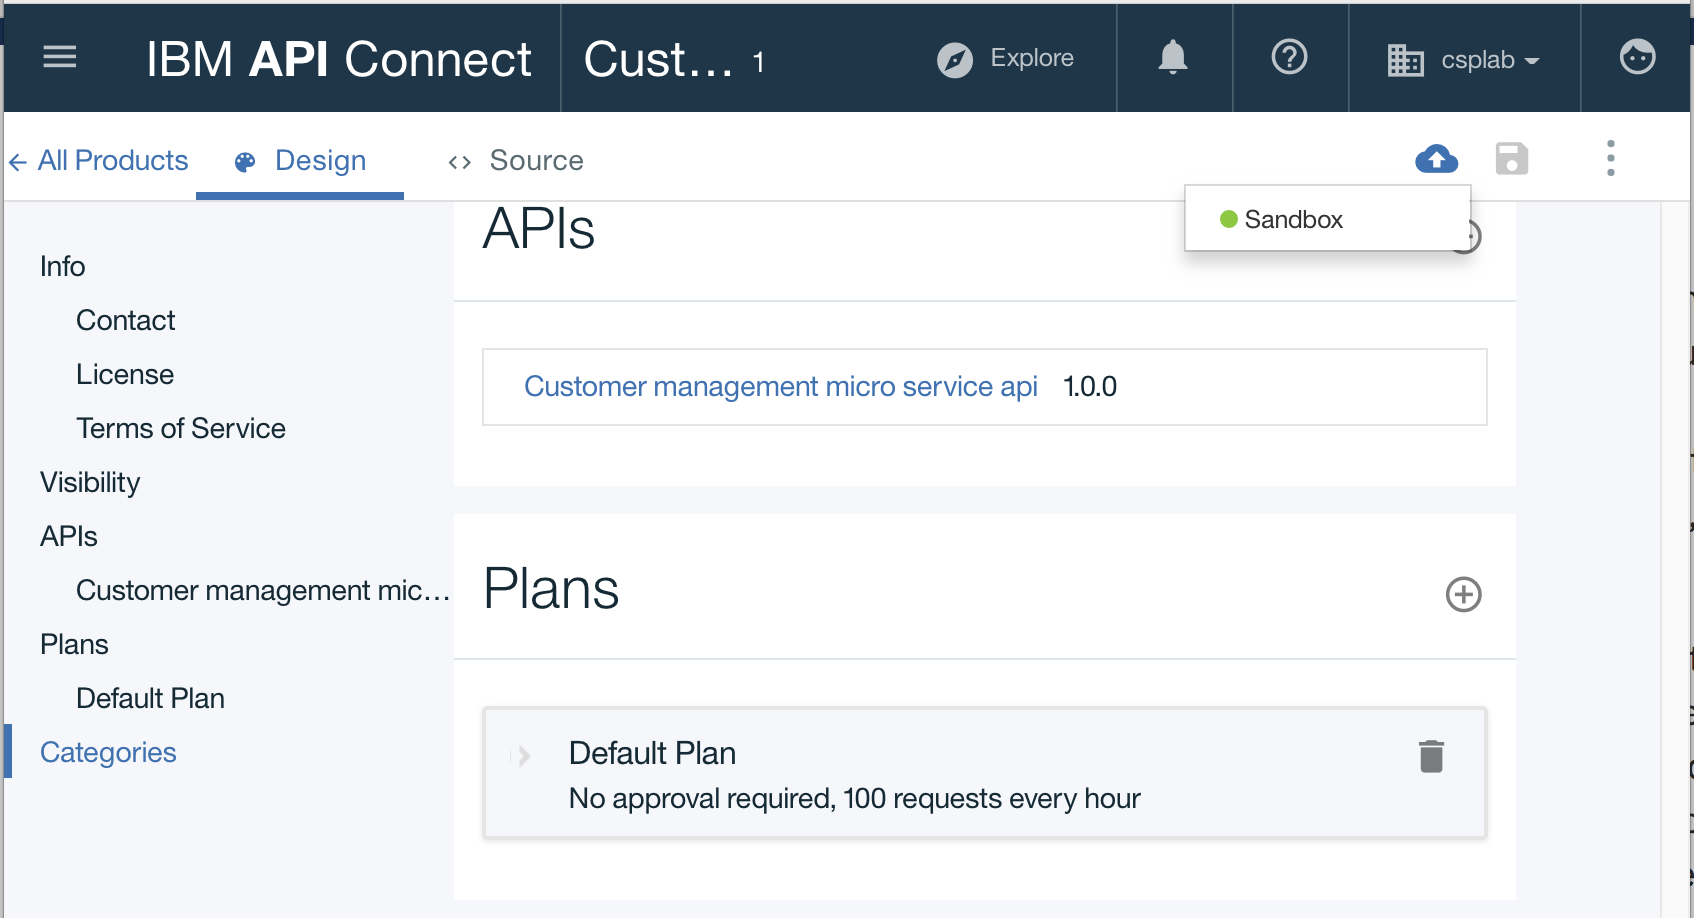 IBM API Connect
Cust... 1
Explore
csplab
All Products
Design
Source
Sandbox
Info
Contact
License
Terms of Service
Visibility
APIs
Customer management mic...
Plans
Default Plan
Categories
APIs
Customer management micro service api 1.0.0
Plans
Default Plan
No approval required, 100 requests every hour